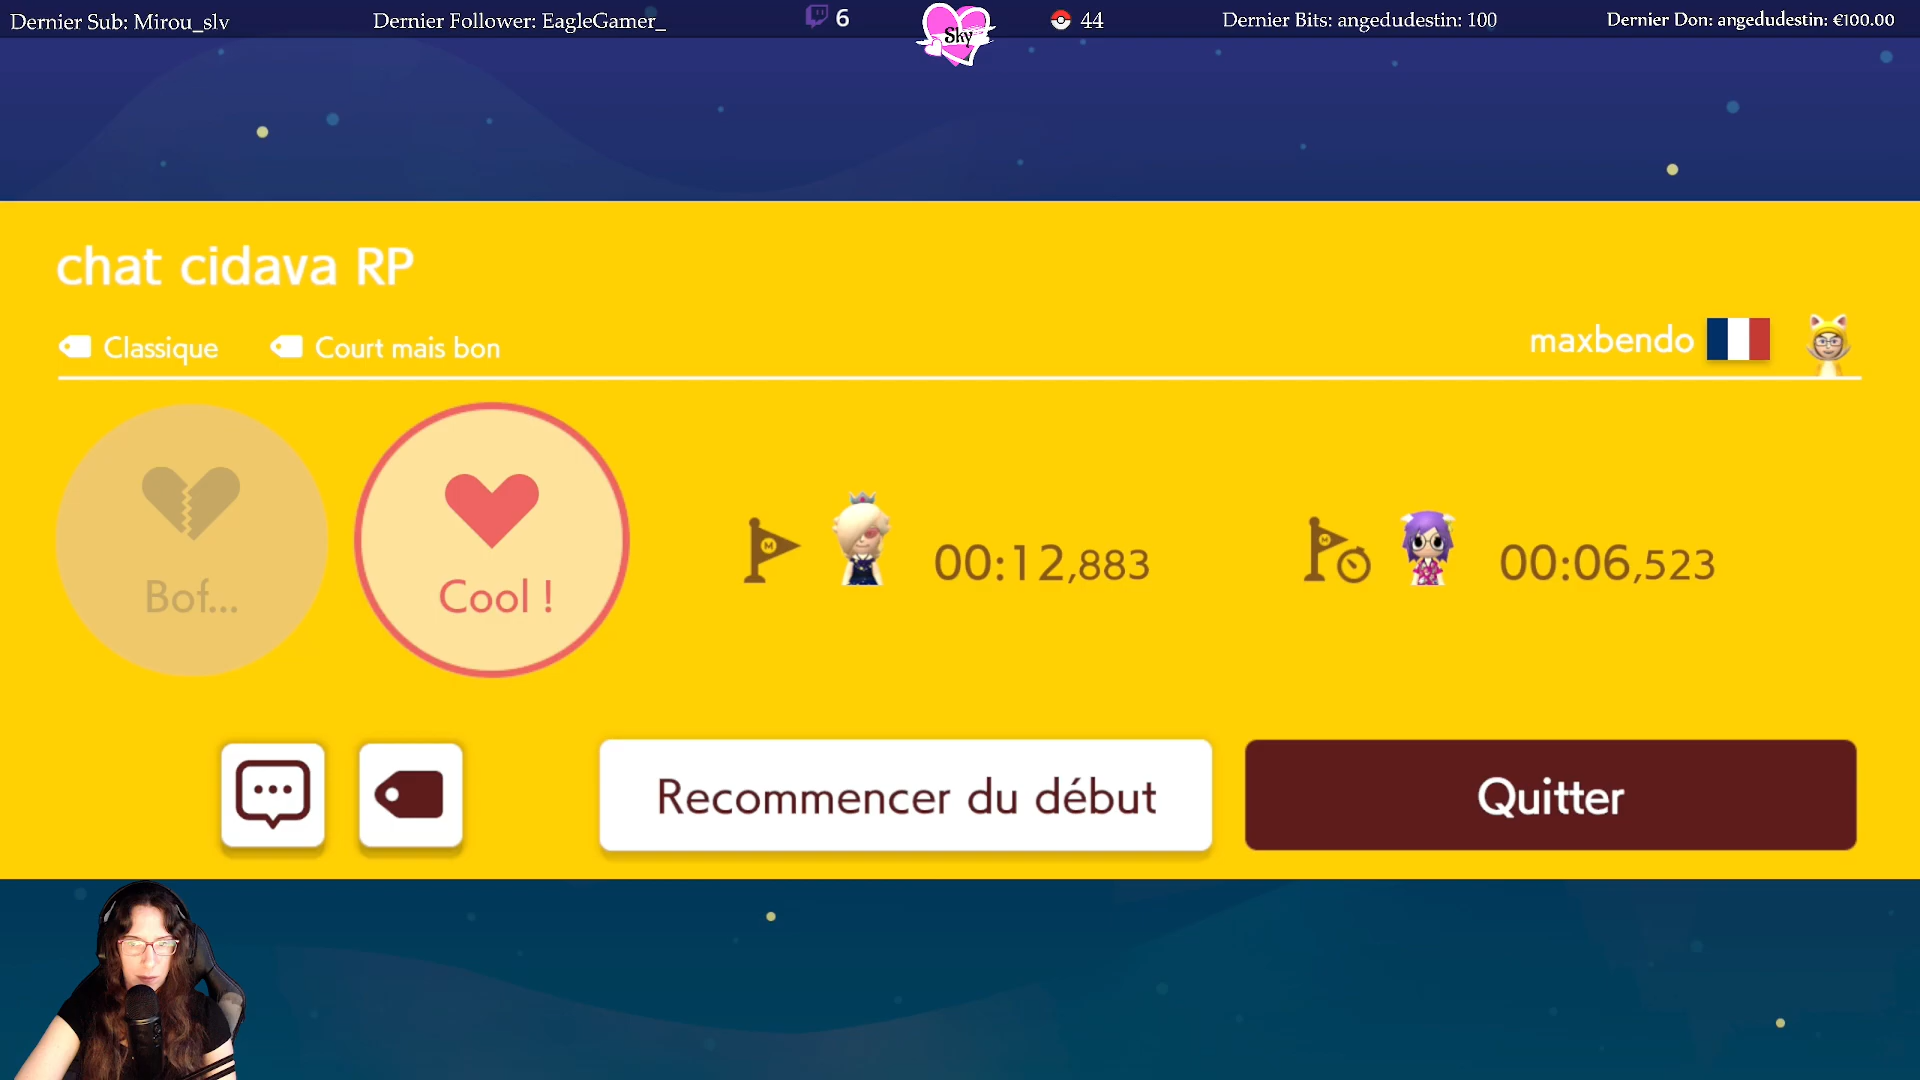 Dernier Sub: Mirou_slv
Dernier Follower: EagleGamer_
6
Sky
44
Dernier Bits: angedudestin: 100
Dernier Don: angedudestin: €100.00
chat cidava RP
Classique
Court mais bon
maxbendo
Bof...
Cool !
M
00:12,883
M
00:06,523
Recommencer du début
Quitter